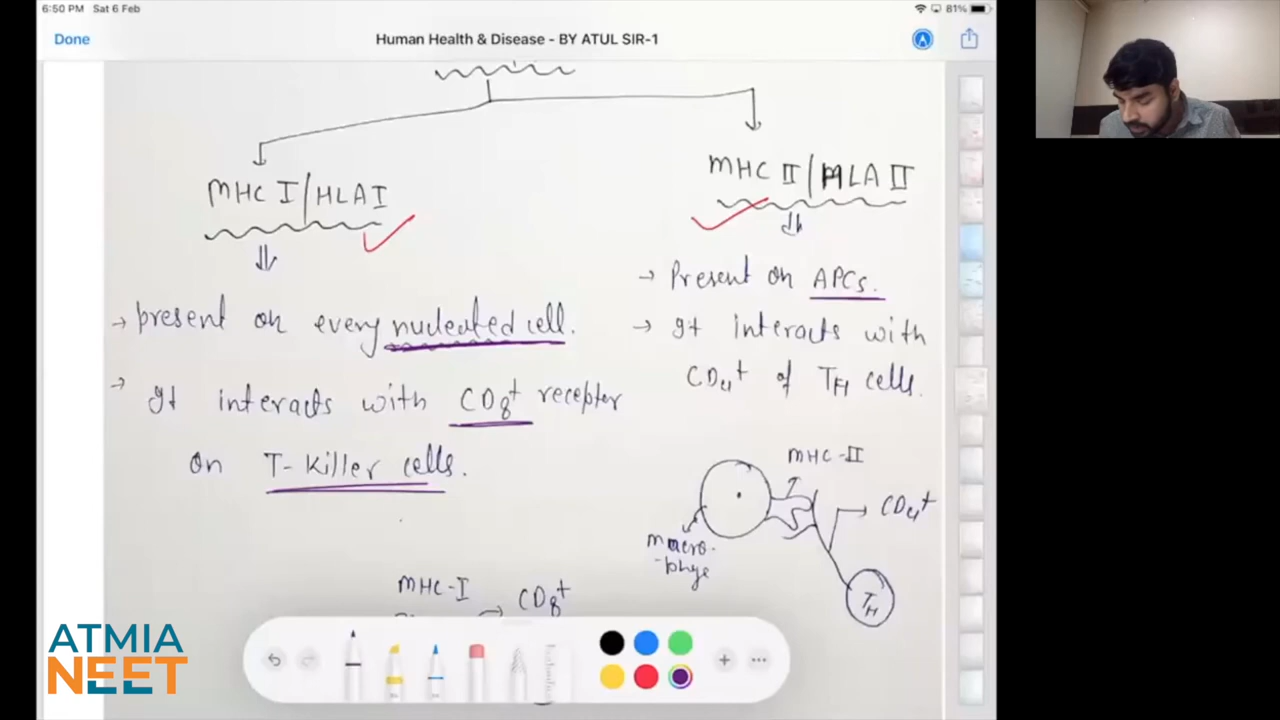 6:50 PM Sat 6 Feb
81%
Done
Human Health & Disease - BY ATUL SIR-1
MHC I/HLA I
MHC II/HLA II
→ present on every nucleated cell.
→ It interacts with CD8+ receptor
on T-Killer cells.
→ Present on APCs.
→ It interacts with
CD4+ of TH cells.
MHC-II
CD4+
macro-
-phge
TH
MHC-I
CD8+
ATMIA
NEET